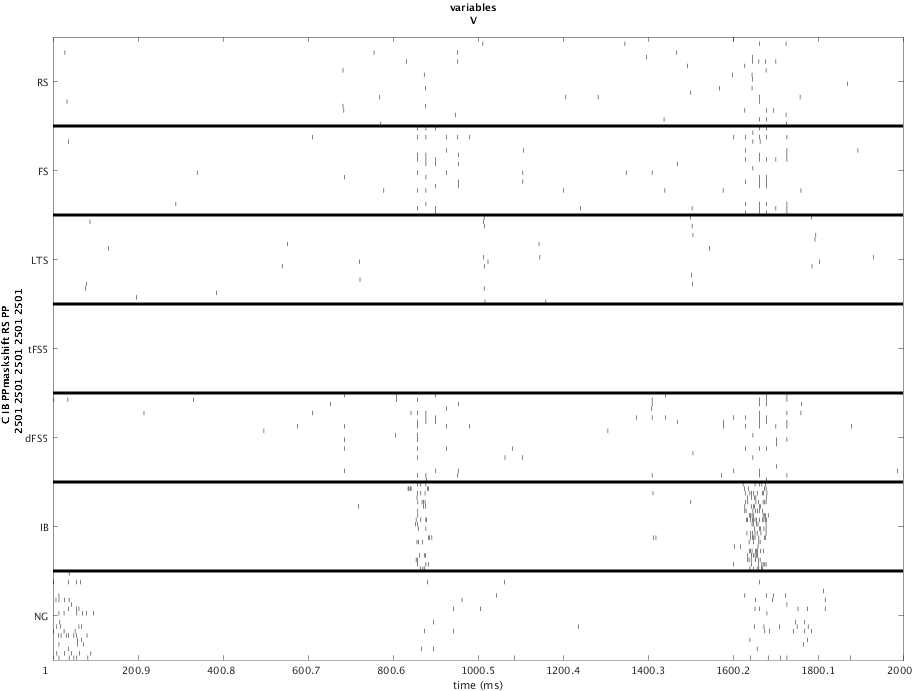 variables
V
RS
FS
LTS
tFS5
dFS5
IB
NG
C IB PPmaskshift RS PP
2501 2501 2501 2501 2501
1 200.9 400.8 600.7 800.6 1000.5 1200.4 1400.3 1600.2 1800.1 2000
time (ms)